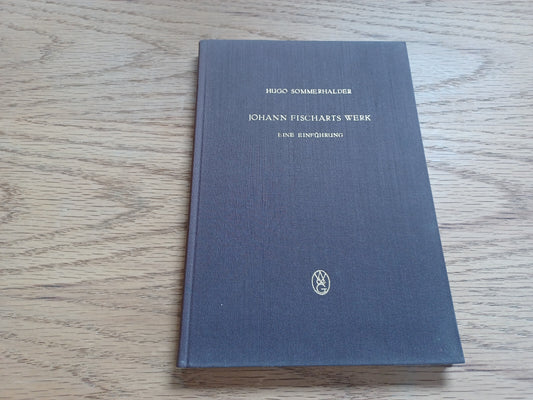 HUGO SOMMERHALDER
JOHANN FISCHARTS WERK
EINE EINFÜHRUNG
W
&
G